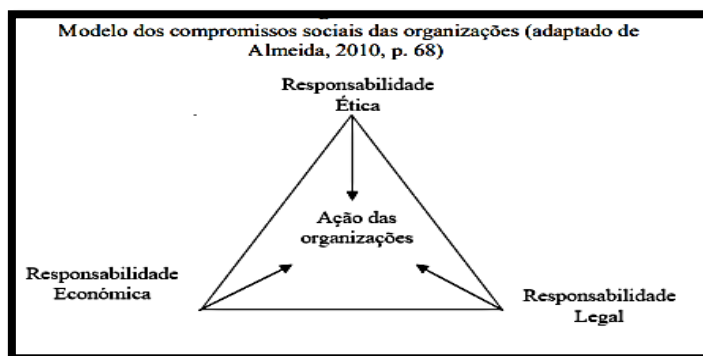 Modelo dos compromissos sociais das organizações (adaptado de
Almeida, 2010, p. 68)
Responsabilidade
Ética
Ação das
organizações
Responsabilidade
Económica
Responsabilidade
Legal